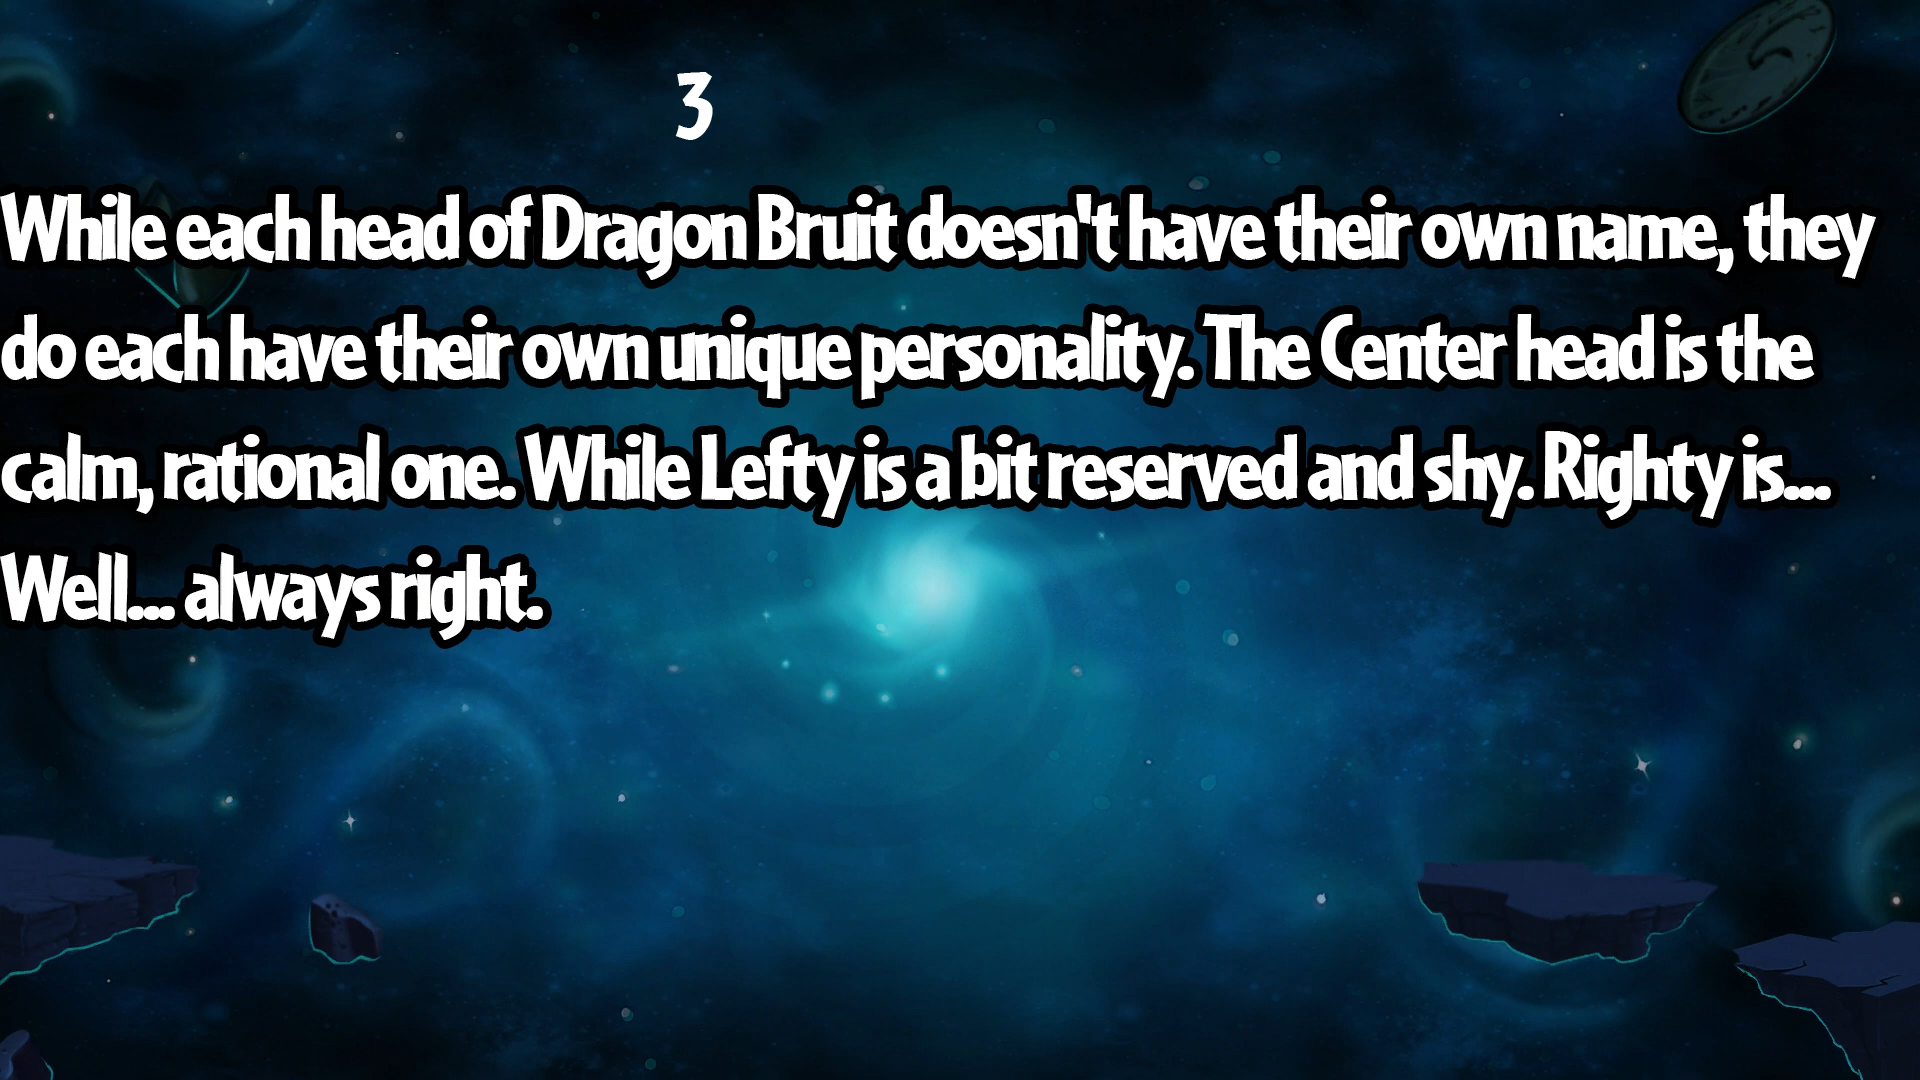 3
While each head of Dragon Bruit doesn't have their own name, they
do each have their own unique personality. The Center head is the
calm, rational one. While Lefty is a bit reserved and shy. Righty is...
Well... always right.